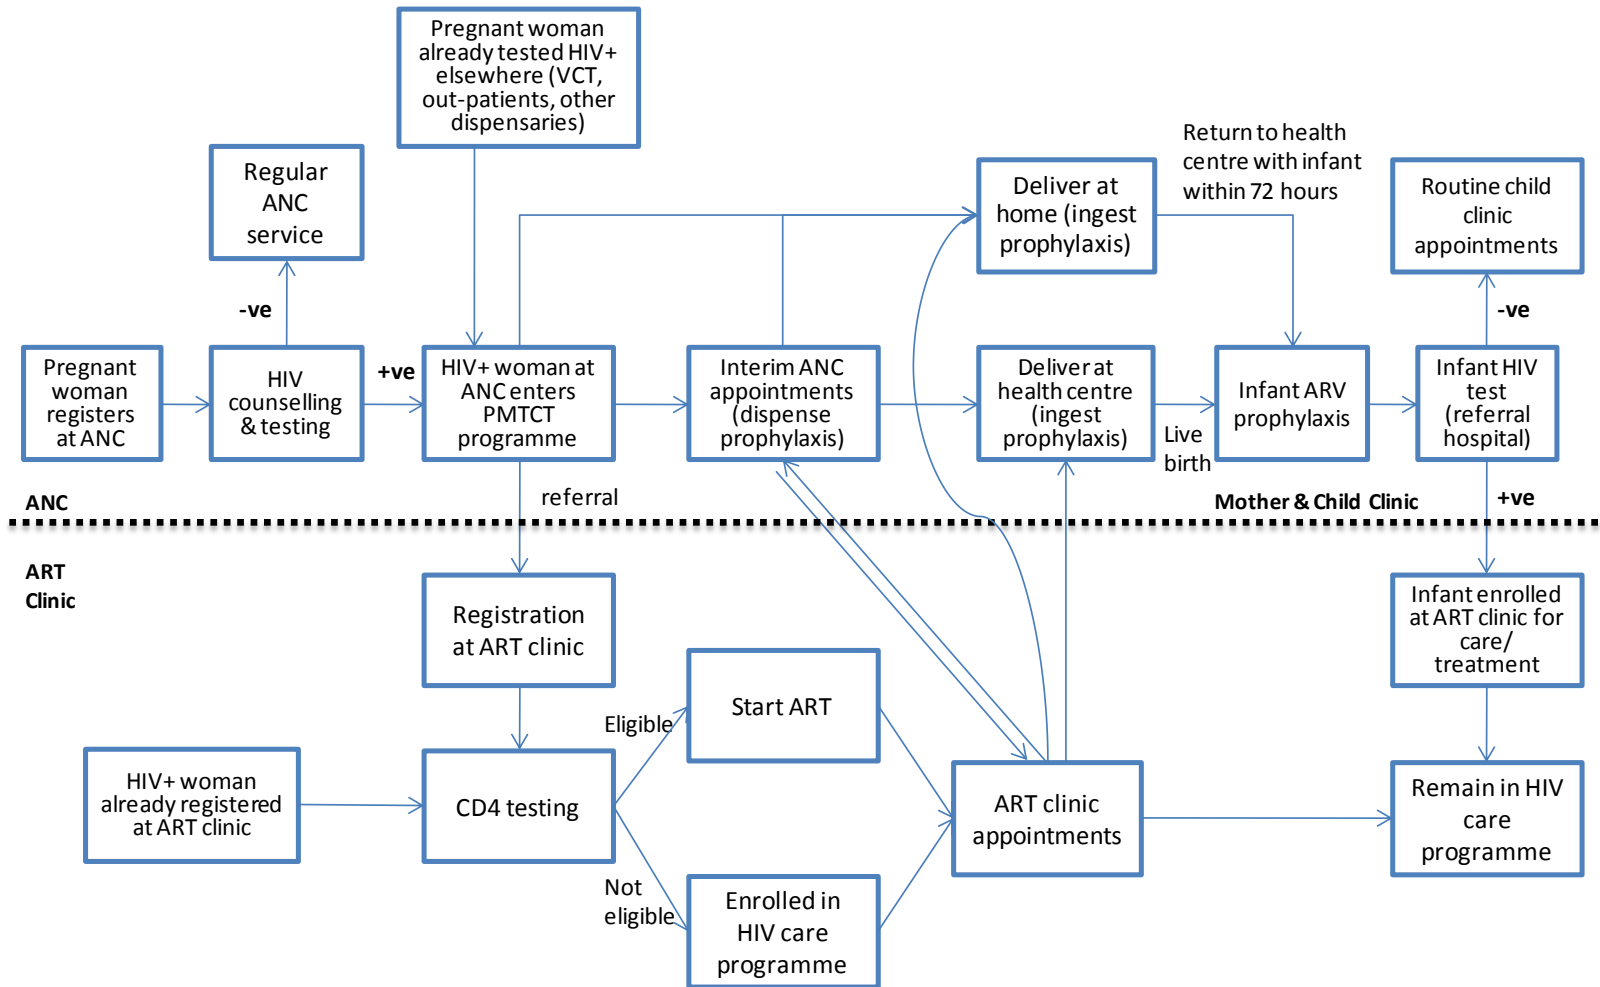 Pregnant woman
already tested HIV+
elsewhere (VCT,
out-patients, other
dispensaries)
Regular
ANC
service
Deliver at
home (ingest
prophylaxis)
Return to health
centre with infant
within 72 hours
Routine child
clinic
appointments
-ve
-ve
Pregnant
woman
registers
at ANC
HIV
counselling
& testing
+ve
HIV+ woman at
ANC enters
PMTCT
programme
Interim ANC
appointments
(dispense
prophylaxis)
Deliver at
health centre
(ingest
prophylaxis)
Live
birth
Infant ARV
prophylaxis
Infant HIV
test
(referral
hospital)
ANC
referral
Mother & Child Clinic
+ve
ART
Clinic
Registration
at ART clinic
Infant enrolled
at ART clinic for
care/
treatment
Eligible
Start ART
HIV+ woman
already registered
at ART clinic
CD4 testing
ART clinic
appointments
Remain in HIV
care
programme
Not
eligible
Enrolled in
HIV care
programme